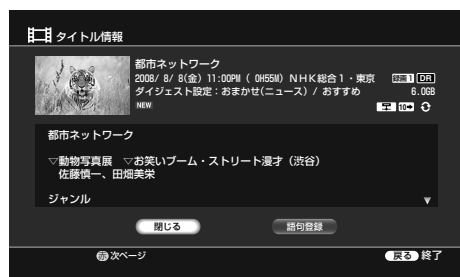 タイトル情報
都市ネットワーク
2008/ 8/ 8(金) 11:00PM ( 0H55M) NHK総合1・東京 録画1 DR
ダイジェスト設定：おまかせ(ニュース) / おすすめ 6.0GB
NEW 10➔
都市ネットワーク
▽動物写真展 ▽お笑いブーム・ストリート漫才（渋谷）
佐藤慎一、田畑美栄
ジャンル ▼
閉じる 語句登録
赤 次ページ 戻る 終了